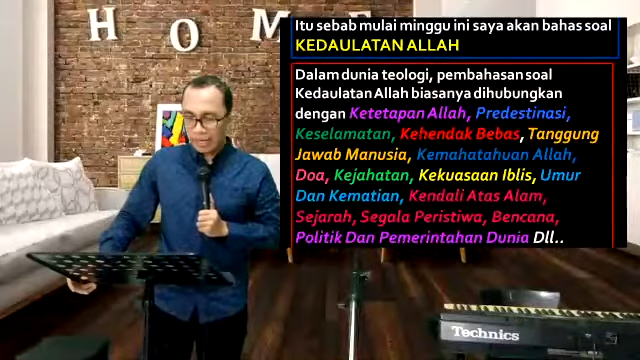 HOME
Itu sebab mulai minggu ini saya akan bahas soal
KEDAULATAN ALLAH
Dalam dunia teologi, pembahasan soal
Kedaulatan Allah biasanya dihubungkan
dengan Ketetapan Allah, Predestinasi,
Keselamatan, Kehendak Bebas, Tanggung
Jawab Manusia, Kemahatahuan Allah,
Doa, Kejahatan, Kekuasaan Iblis, Umur
Dan Kematian, Kendali Atas Alam,
Sejarah, Segala Peristiwa, Bencana,
Politik Dan Pemerintahan Dunia Dll..
Technics